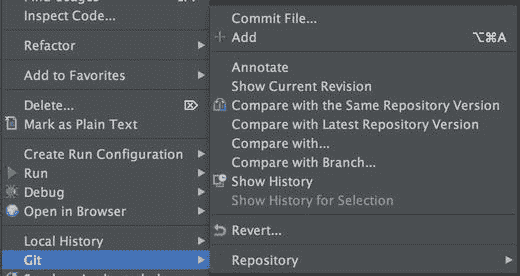 Inspect Code...
Refactor
Add to Favorites
Delete...
Mark as Plain Text
Create Run Configuration
Run
Debug
Open in Browser
Local History
Git
Commit File...
Add ⌥⌘A
Annotate
Show Current Revision
Compare with the Same Repository Version
Compare with Latest Repository Version
Compare with...
Compare with Branch...
Show History
Show History for Selection
Revert...
Repository